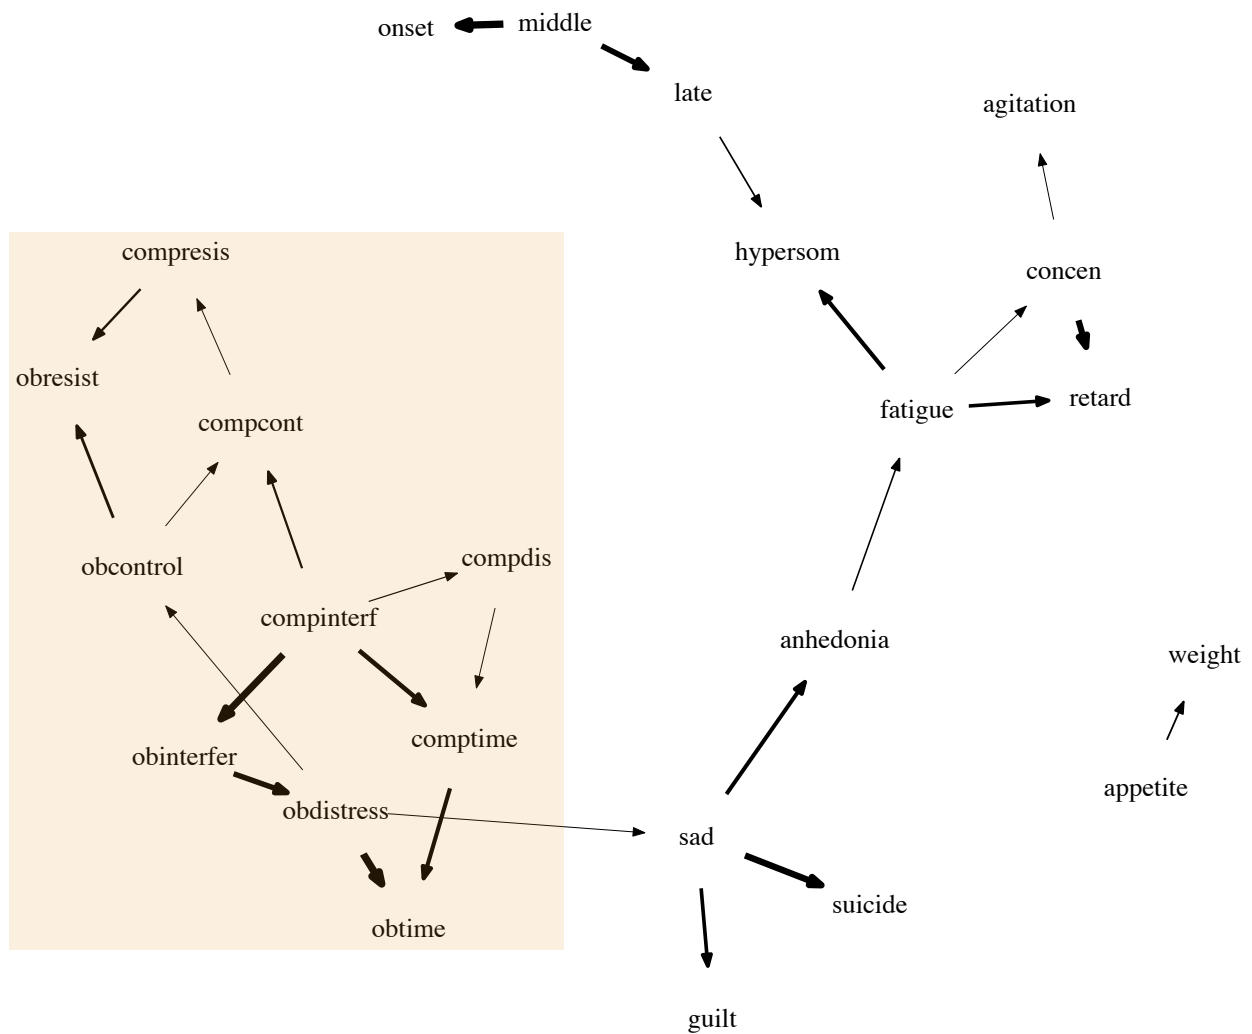 onset
middle
late
agitation
compresis
hypersom
concen
obresist
retard
fatigue
compcont
obcontrol
compdis
compinterf
anhedonia
weight
comptime
obinterfer
appetite
obdistress
sad
suicide
obtime
guilt